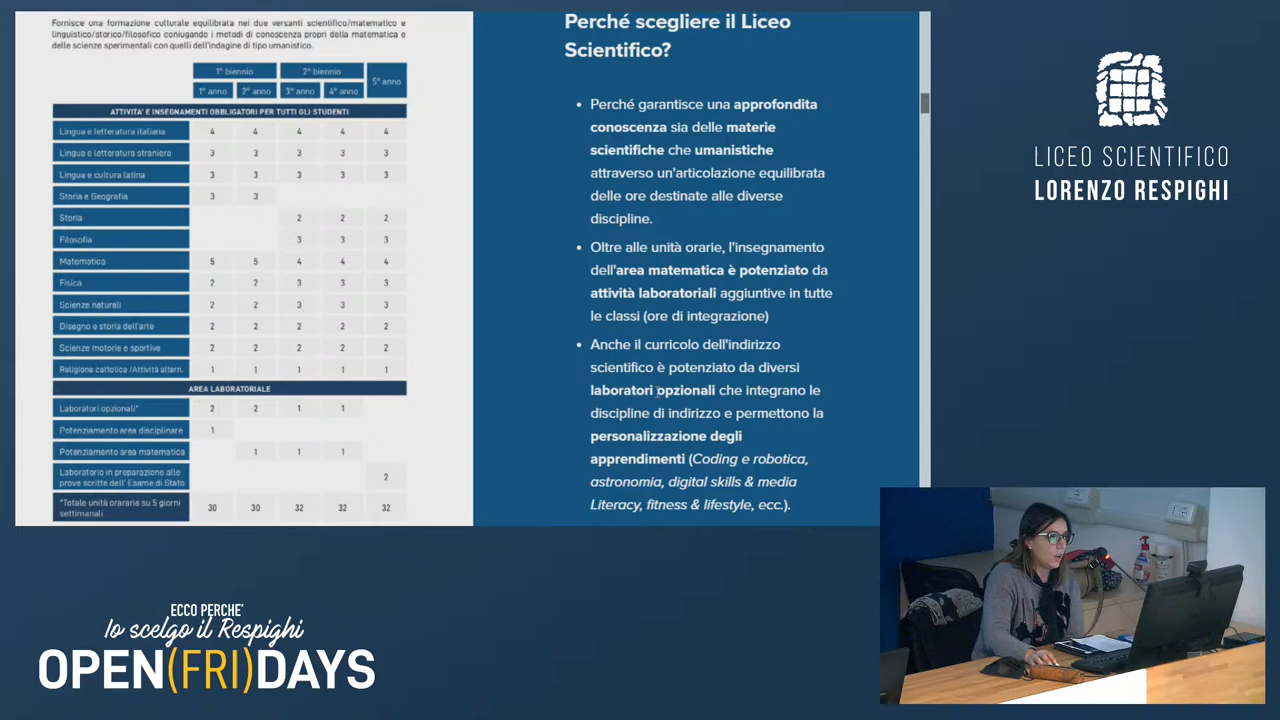 Fornisce una formazione culturale equilibrata nei due versanti scientifico/matematico e
linguistico/storico/filosofico coniugando i metodi di conoscenza propri della matematica e
delle scienze sperimentali con quelli dell'indagine di tipo umanistico.
1° biennio 2° biennio 5° anno
1° anno 2° anno 3° anno 4° anno
ATTIVITA' E INSEGNAMENTI OBBLIGATORI PER TUTTI GLI STUDENTI
Lingua e letteratura italiana 4 4 4 4 4
Lingua e letteratura straniera 3 3 3 3 3
Lingua e cultura latina 3 3 3 3 3
Storia e Geografia 3 3
Storia 2 2 2
Filosofia 3 3 3
Matematica 5 5 4 4 4
Fisica 2 2 3 3 3
Scienze naturali 2 2 3 3 3
Disegno e storia dell'arte 2 2 2 2 2
Scienze motorie e sportive 2 2 2 2 2
Religione cattolica /Attività altern. 1 1 1 1 1
AREA LABORATORIALE
Laboratori opzionali* 2 2 1 1
Potenziamento area disciplinare 1
Potenziamento area matematica 1 1 1
Laboratorio in preparazione alle
prove scritte dell' Esame di Stato 2
*Totale unità orarie su 5 giorni
settimanali 30 30 32 32 32
Perché scegliere il Liceo
Scientifico?
• Perché garantisce una approfondita
conoscenza sia delle materie
scientifiche che umanistiche
attraverso un'articolazione equilibrata
delle ore destinate alle diverse
discipline.
• Oltre alle unità orarie, l'insegnamento
dell'area matematica è potenziato da
attività laboratoriali aggiuntive in tutte
le classi (ore di integrazione)
• Anche il curricolo dell'indirizzo
scientifico è potenziato da diversi
laboratori opzionali che integrano le
discipline di indirizzo e permettono la
personalizzazione degli
apprendimenti (Coding e robotica,
astronomia, digital skills & media
Literacy, fitness & lifestyle, ecc.).
LICEO SCIENTIFICO
LORENZO RESPIGHI
ECCO PERCHE'
Io scelgo il Respighi
OPEN(FRI)DAYS